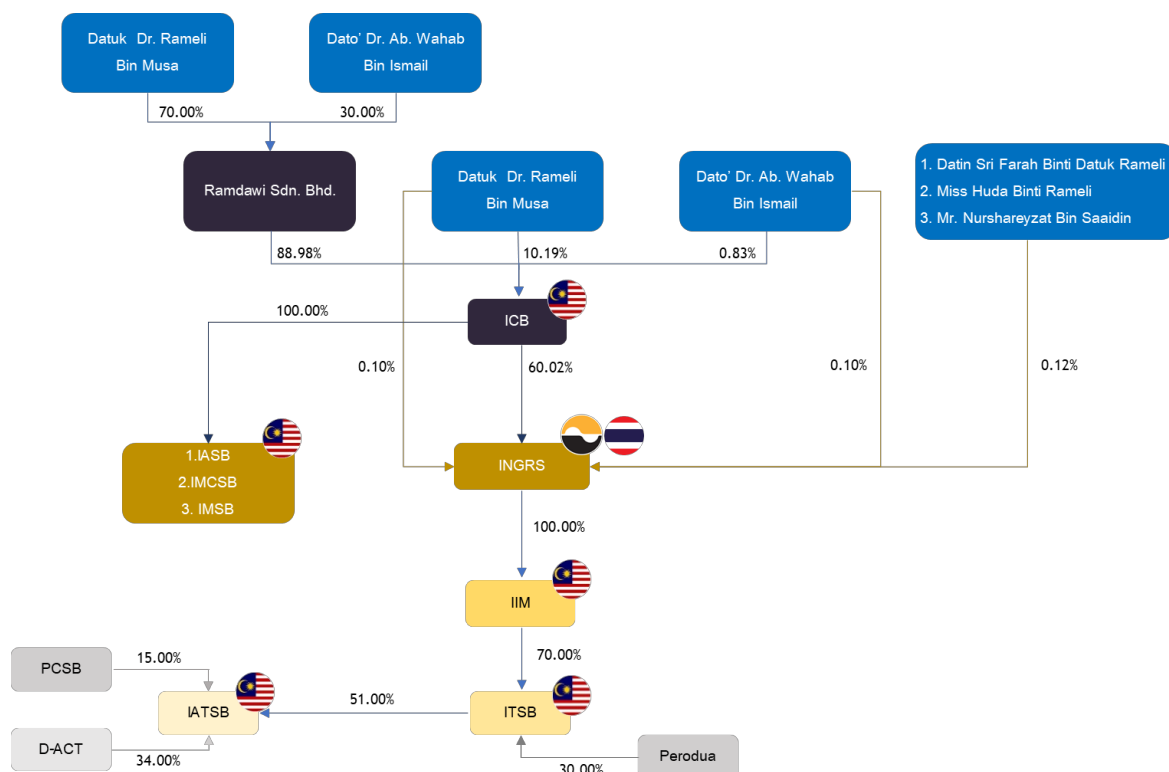 Datuk Dr. Rameli
Bin Musa
Dato' Dr. Ab. Wahab
Bin Ismail
70.00%
30.00%
Ramdawi Sdn. Bhd.
Datuk Dr. Rameli
Bin Musa
Dato' Dr. Ab. Wahab
Bin Ismail
1. Datin Sri Farah Binti Datuk Rameli
2. Miss Huda Binti Rameli
3. Mr. Nurshareyzat Bin Saaidin
88.98%
10.19%
0.83%
100.00%
ICB
0.10%
60.02%
0.10%
0.12%
1.IASB
2.IMCSB
3. IMSB
INGRS
100.00%
IIM
70.00%
PCSB
15.00%
IATSB
51.00%
ITSB
D-ACT
34.00%
30.00%
Perodua